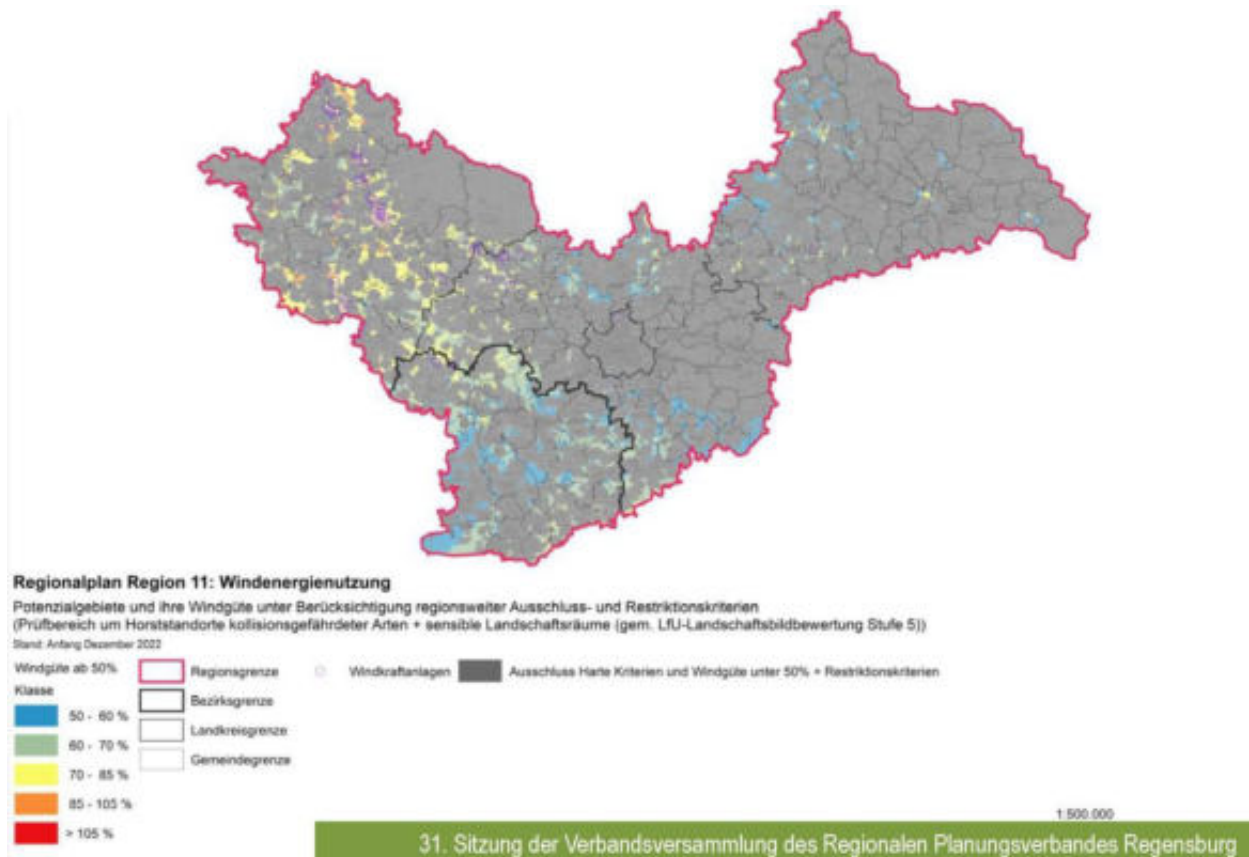 Regionalplan Region 11: Windenergienutzung
Potenzialgebiete und ihre Windgüte unter Berücksichtigung regionsweiter Ausschluss- und Restriktionskriterien
(Prüfbereich um Horststandorte kollisionsgefährdeter Arten + sensible Landschaftsräume (gem. LfU-Landschaftsbildbewertung Stufe 5))
Stand: Anfang Dezember 2022
Windgüte ab 50%
Klasse
50 - 60 %
60 - 70 %
70 - 85 %
85 - 105 %
> 105 %
Regionsgrenze
Bezirksgrenze
Landkreisgrenze
Gemeindegrenze
Windkraftanlagen
Ausschluss Harte Kriterien und Windgüte unter 50% + Restriktionskriterien
1:500.000
31. Sitzung der Verbandsversammlung des Regionalen Planungsverbandes Regensburg